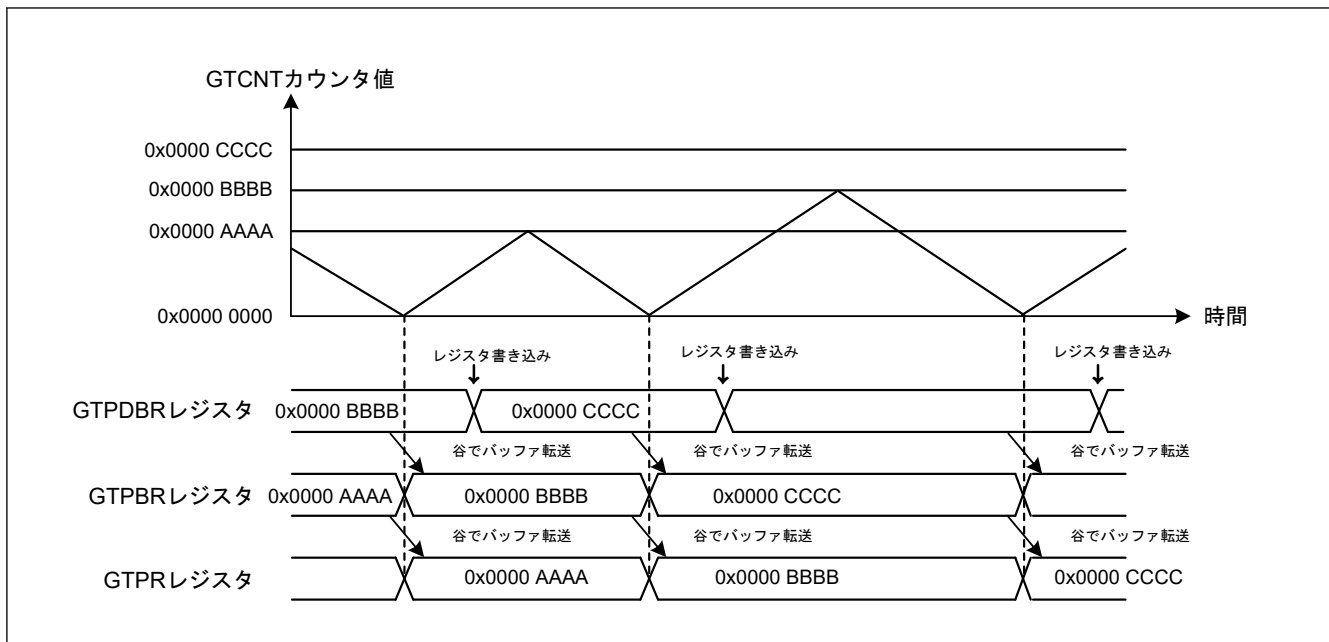 GTCNTカウンタ値
0x0000 CCCC
0x0000 BBBB
0x0000 AAAA
0x0000 0000
時間
レジスタ書き込み レジスタ書き込み レジスタ書き込み
GTPDBRレジスタ 0x0000 BBBB 0x0000 CCCC
谷でバッファ転送 谷でバッファ転送 谷でバッファ転送
GTPBRレジスタ 0x0000 AAAA 0x0000 BBBB 0x0000 CCCC
谷でバッファ転送 谷でバッファ転送 谷でバッファ転送
GTPRレジスタ 0x0000 AAAA 0x0000 BBBB 0x0000 CCCC